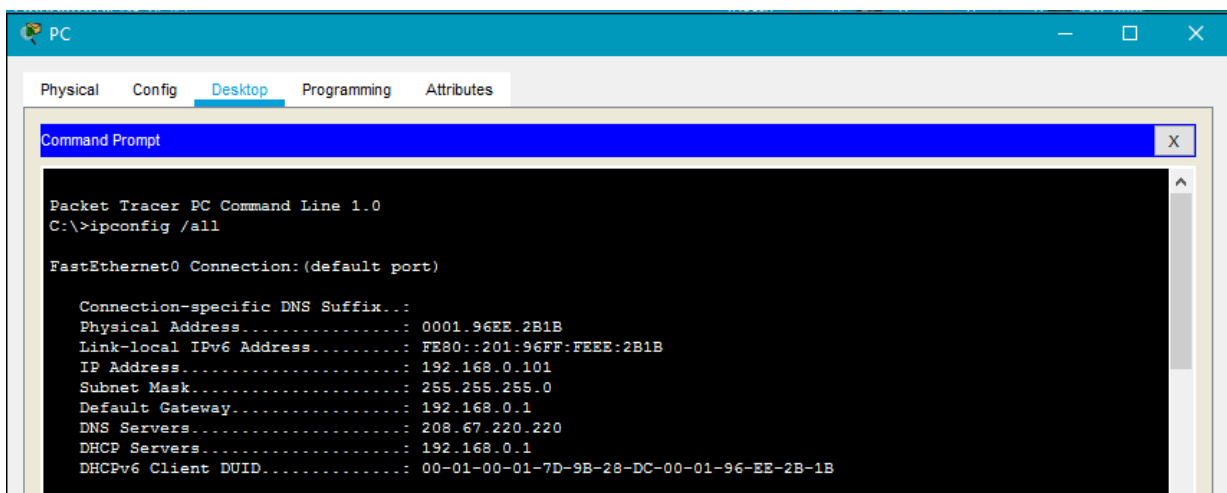 PC
Physical Config Desktop Programming Attributes
Command Prompt
X
Packet Tracer PC Command Line 1.0
C:\>ipconfig /all
FastEthernet0 Connection:(default port)
Connection-specific DNS Suffix..:
Physical Address................: 0001.96EE.2B1B
Link-local IPv6 Address.........: FE80::201:96FF:FEEE:2B1B
IP Address......................: 192.168.0.101
Subnet Mask.....................: 255.255.255.0
Default Gateway.................: 192.168.0.1
DNS Servers.....................: 208.67.220.220
DHCP Servers....................: 192.168.0.1
DHCPv6 Client DUID..............: 00-01-00-01-7D-9B-28-DC-00-01-96-EE-2B-1B